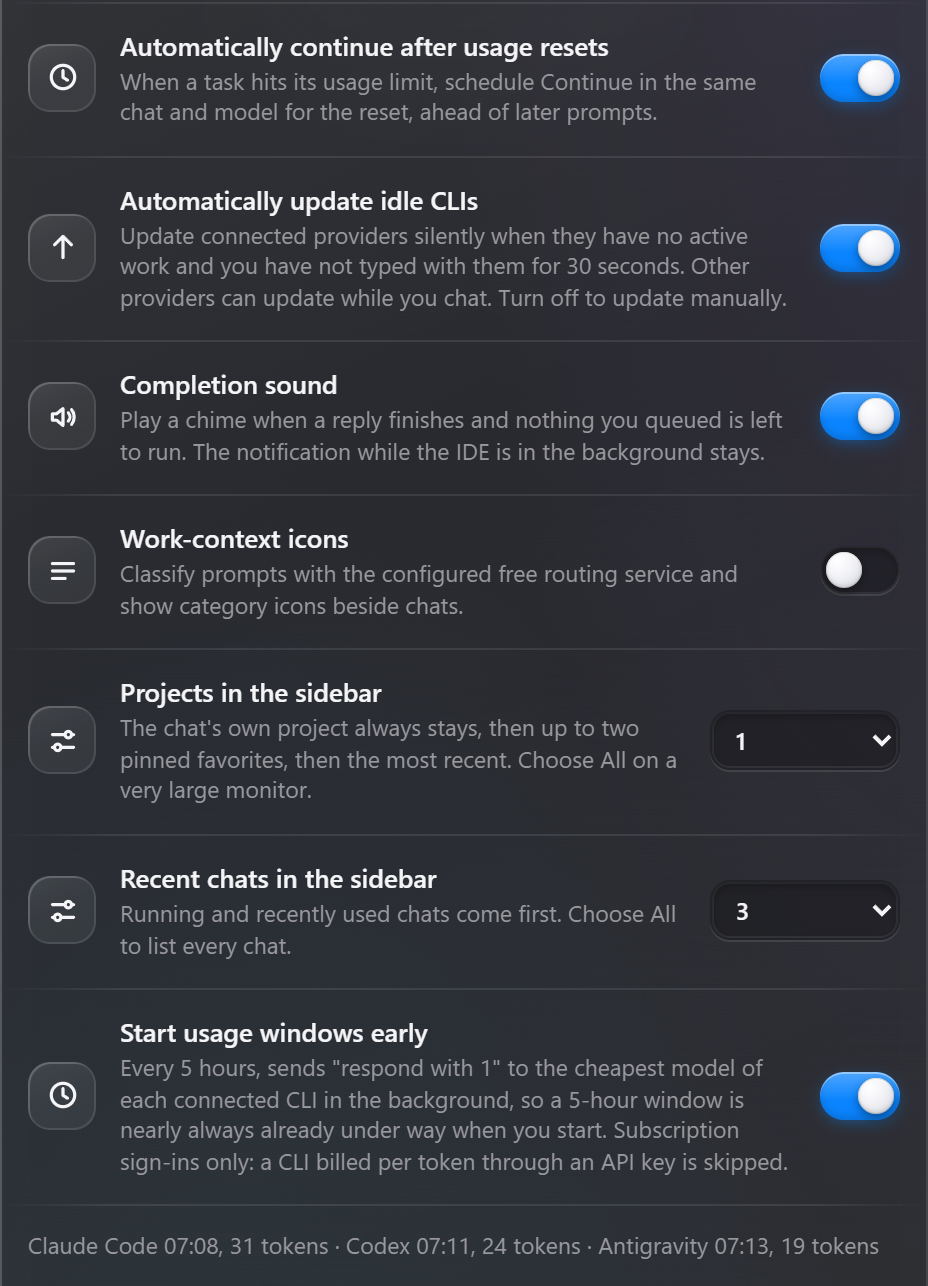 Automatically continue after usage resets
When a task hits its usage limit, schedule Continue in the same
chat and model for the reset, ahead of later prompts.
Automatically update idle CLIs
Update connected providers silently when they have no active
work and you have not typed with them for 30 seconds. Other
providers can update while you chat. Turn off to update manually.
Completion sound
Play a chime when a reply finishes and nothing you queued is left
to run. The notification while the IDE is in the background stays.
Work-context icons
Classify prompts with the configured free routing service and
show category icons beside chats.
Projects in the sidebar
The chat's own project always stays, then up to two
pinned favorites, then the most recent. Choose All on a
very large monitor.
1
Recent chats in the sidebar
Running and recently used chats come first. Choose All
to list every chat.
3
Start usage windows early
Every 5 hours, sends "respond with 1" to the cheapest model of
each connected CLI in the background, so a 5-hour window is
nearly always already under way when you start. Subscription
sign-ins only: a CLI billed per token through an API key is skipped.
Claude Code 07:08, 31 tokens · Codex 07:11, 24 tokens · Antigravity 07:13, 19 tokens